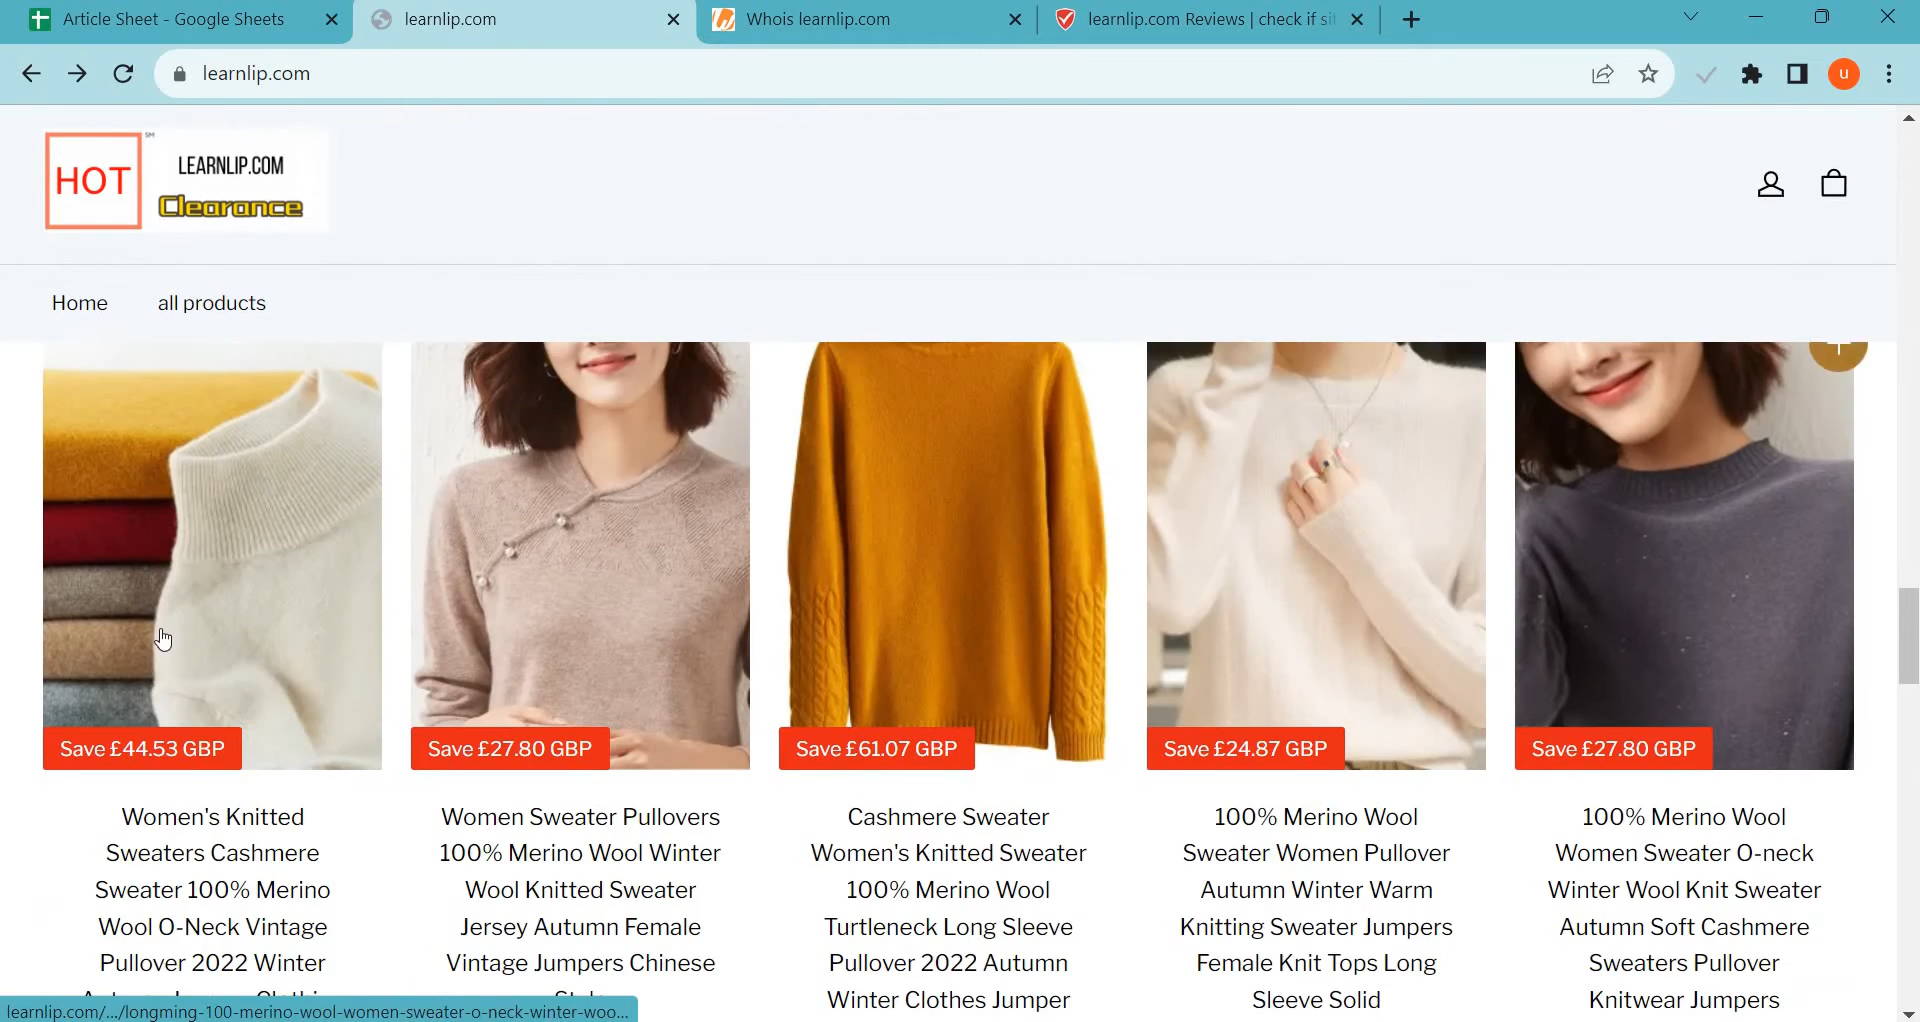 Article Sheet - Google Sheets
learnlip.com
Whois learnlip.com
learnlip.com Reviews | check if sit
learnlip.com
u
HOT
SM
LEARNLIP.COM
Clearance
Home all products
Save £44.53 GBP
Save £27.80 GBP
Save £61.07 GBP
Save £24.87 GBP
Save £27.80 GBP
Women's Knitted
Sweaters Cashmere
Sweater 100% Merino
Wool O-Neck Vintage
Pullover 2022 Winter
Women Sweater Pullovers
100% Merino Wool Winter
Wool Knitted Sweater
Jersey Autumn Female
Vintage Jumpers Chinese
Cashmere Sweater
Women's Knitted Sweater
100% Merino Wool
Turtleneck Long Sleeve
Pullover 2022 Autumn
Winter Clothes Jumper
100% Merino Wool
Sweater Women Pullover
Autumn Winter Warm
Knitting Sweater Jumpers
Female Knit Tops Long
Sleeve Solid
100% Merino Wool
Women Sweater O-neck
Winter Wool Knit Sweater
Autumn Soft Cashmere
Sweaters Pullover
Knitwear Jumpers
learnlip.com/.../longming-100-merino-wool-women-sweater-o-neck-winter-woo...